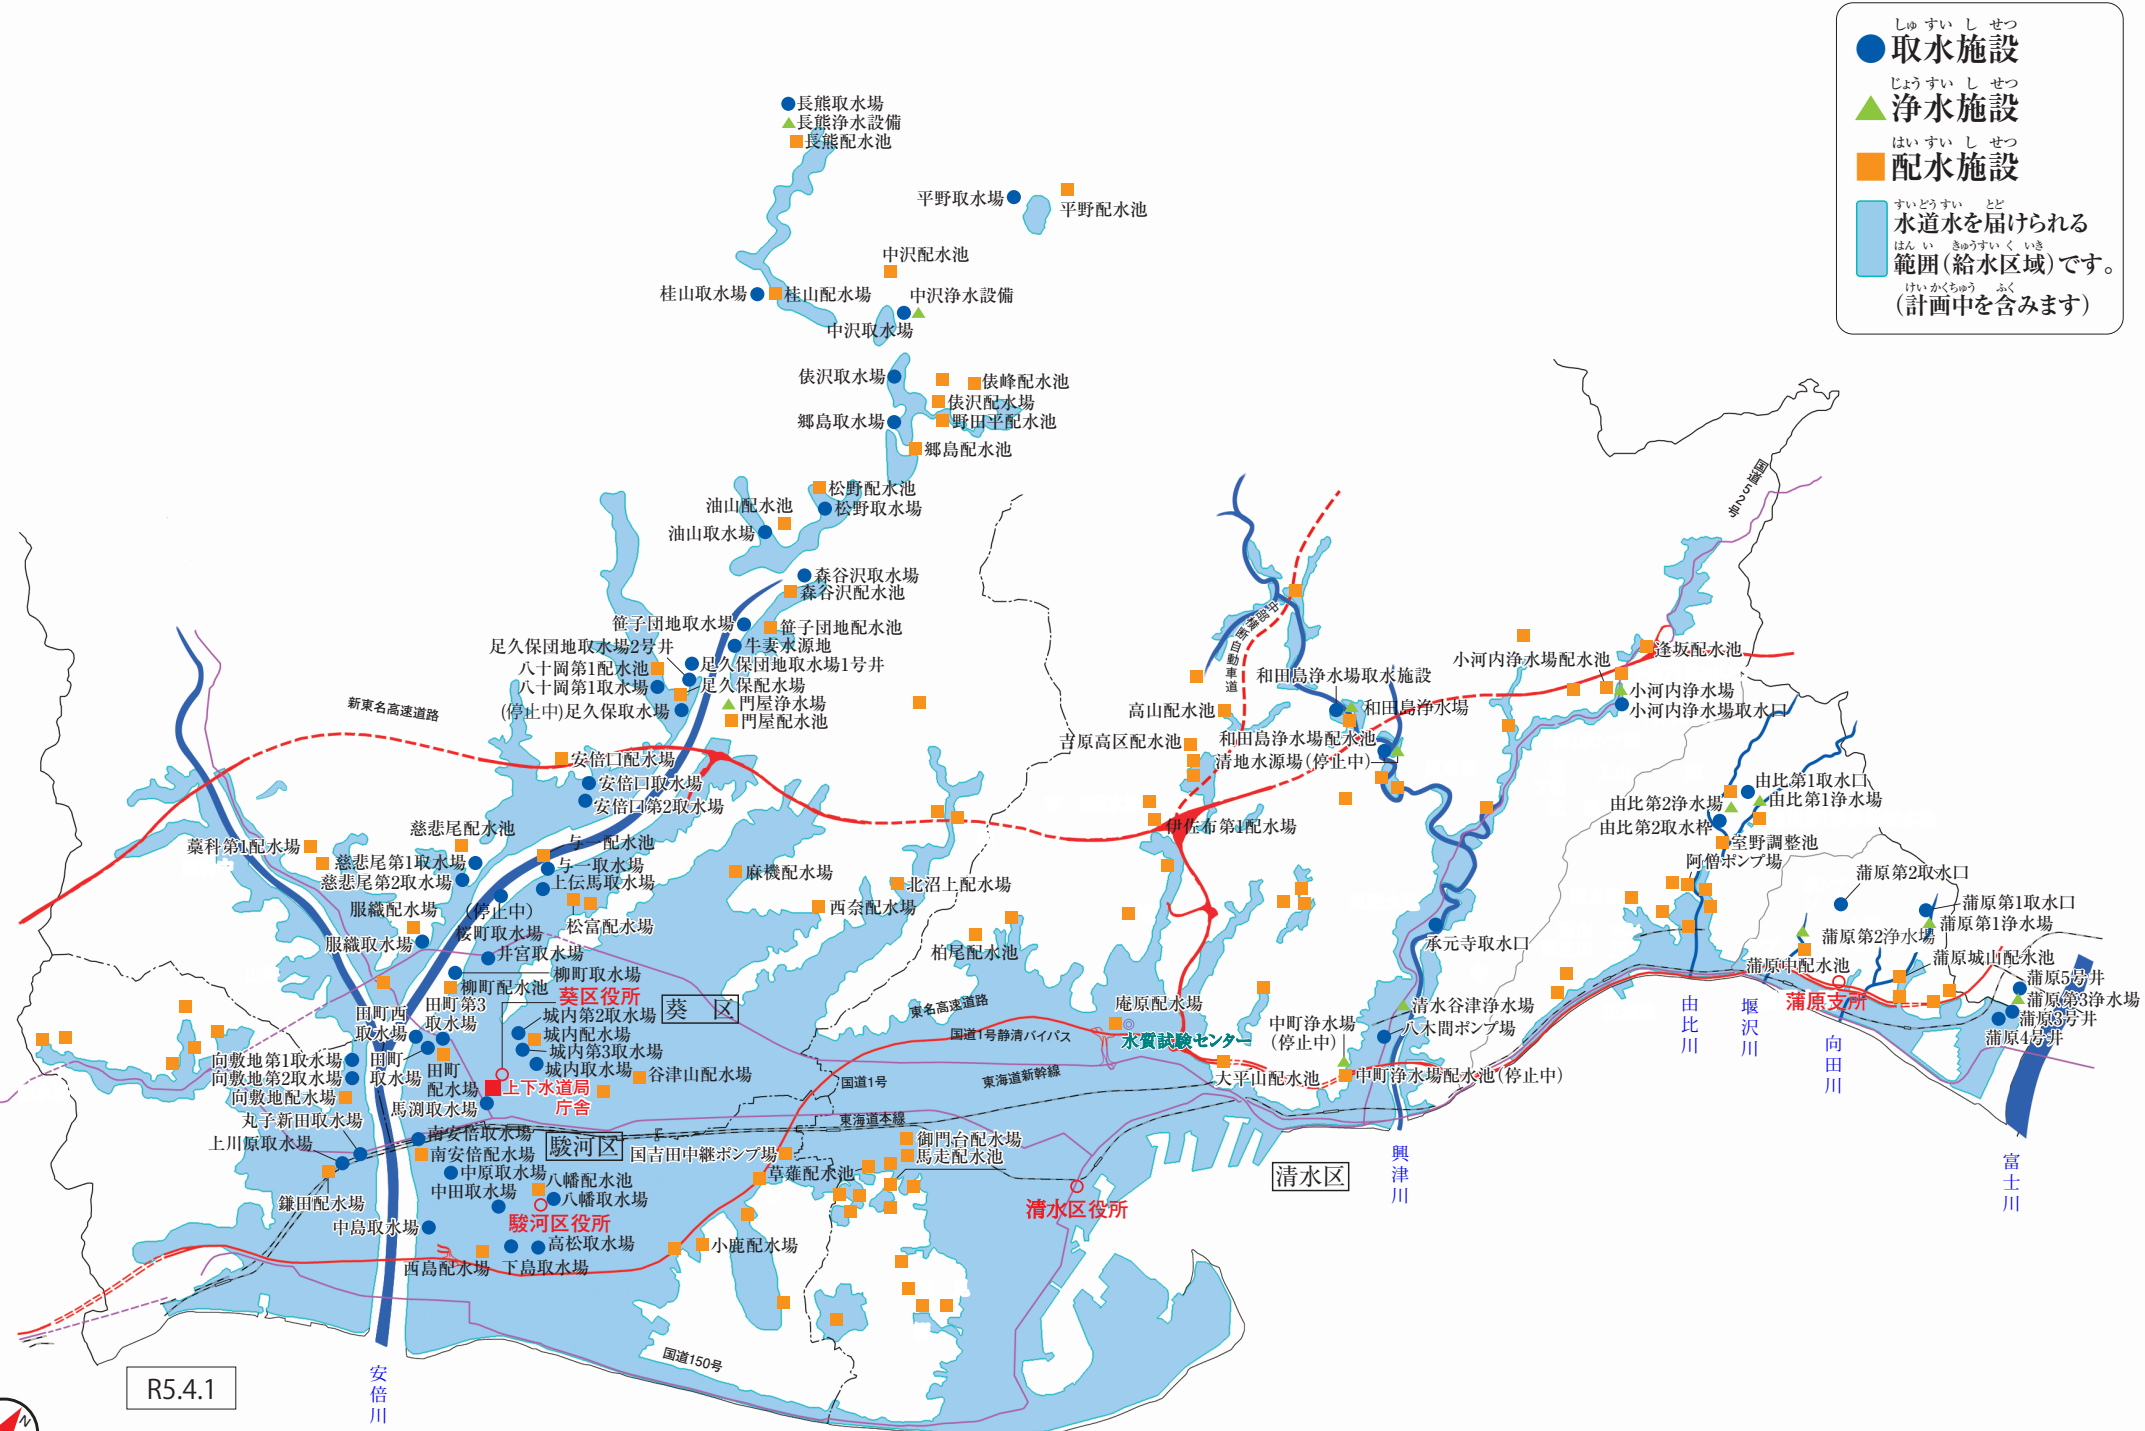 しゅ すい し せつ
取水施設
じょう すい し せつ
浄水施設
はい すい し せつ
配水施設
すいどうすい とど
水道水を届けられる
はん い きゅうすい く いき
範囲(給水区域)です。
けいかくちゅう ふく
(計画中を含みます)
長熊取水場
長熊浄水設備
長熊配水池
平野取水場
平野配水池
中沢配水池
桂山取水場
桂山配水場
中沢浄水設備
中沢取水場
俵沢取水場
俵峰配水池
俵沢配水場
郷島取水場
野田平配水池
郷島配水池
国道52号
松野配水池
油山配水池
松野取水場
油山取水場
森谷沢取水場
森谷沢配水池
笹子団地取水場
笹子団地配水池
足久保団地取水場2号井
牛妻水源地
八十岡第1配水池
足久保団地取水場1号井
八十岡第1取水場
足久保配水場
(停止中)足久保取水場
門屋浄水場
門屋配水池
新東名高速道路
中部横断自動車道
和田島浄水場取水施設
小河内浄水場配水池
逢坂配水池
小河内浄水場
小河内浄水場取水口
高山配水池
和田島浄水場
吉原高区配水池
和田島浄水場配水池
清地水源場(停止中)
安倍口配水場
安倍口取水場
安倍口第2取水場
由比第1取水口
由比第2浄水場
由比第1浄水場
由比第2取水枠
室野調整池
阿僧ポンプ場
伊佐布第1配水場
慈悲尾配水池
与一配水池
藁科第1配水場
慈悲尾第1取水場
与一取水場
慈悲尾第2取水場
上伝馬取水場
麻機配水場
北沼上配水場
蒲原第2取水口
服織配水場
(停止中)
桜町取水場
松富配水場
西奈配水場
蒲原第1取水口
蒲原第1浄水場
服織取水場
井宮取水場
柏尾配水池
承元寺取水口
蒲原第2浄水場
蒲原城山配水池
蒲原中配水池
柳町取水場
柳町配水池
葵区役所
葵 区
蒲原5号井
蒲原支所
蒲原第3浄水場
蒲原3号井
蒲原4号井
田町西
取水場
田町第3
取水場
城内第2取水場
城内配水場
城内第3取水場
城内取水場
東名高速道路
庵原配水場
清水谷津浄水場
国道1号静清バイパス
水質試験センター
中町浄水場
(停止中)
八木間ポンプ場
由比川
堰沢川
向田川
向敷地第1取水場
向敷地第2取水場
向敷地配水場
田町
取水場
田町
配水場
谷津山配水場
上下水道局
庁舎
国道1号
東海道新幹線
大平山配水池
中町浄水場配水池(停止中)
馬渕取水場
丸子新田取水場
東海道本線
上川原取水場
南安倍取水場
駿河区
南安倍配水場
国吉田中継ポンプ場
御門台配水場
馬走配水池
中原取水場
八幡配水池
草薙配水池
清水区
興津川
富士川
中田取水場
八幡取水場
鎌田配水場
駿河区役所
清水区役所
中島取水場
高松取水場
小鹿配水場
西島配水場
下島取水場
国道150号
R5.4.1
安倍川
N